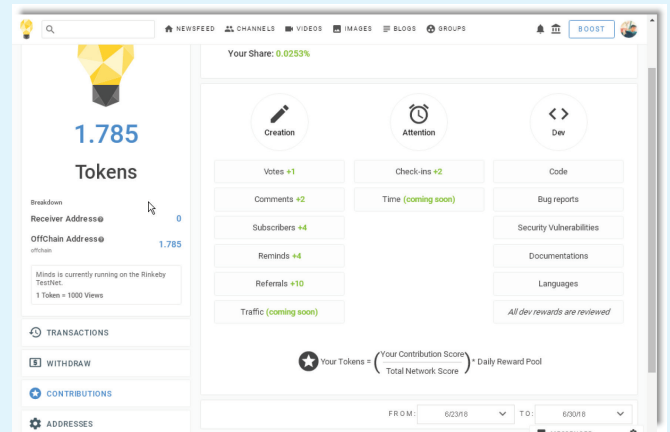 NEWSFEED CHANNELS VIDEOS IMAGES BLOGS GROUPS BOOST
Your Share: 0.0253%
1.785
Tokens
Breakdown
Receiver Address 0
OffChain Address 1.785
offchain
Minds is currently running on the Rinkeby
TestNet.
1 Token = 1000 Views
TRANSACTIONS
WITHDRAW
CONTRIBUTIONS
ADDRESSES
Creation
Votes +1
Comments +2
Subscribers +4
Reminds +4
Referrals +10
Traffic (coming soon)
Attention
Check-ins +2
Time (coming soon)
Dev
Code
Bug reports
Security Vulnerabilities
Documentations
Languages
All dev rewards are reviewed
Your Tokens = (Your Contribution Score
Total Network Score) * Daily Reward Pool
FROM: 6/23/18 TO: 6/30/18